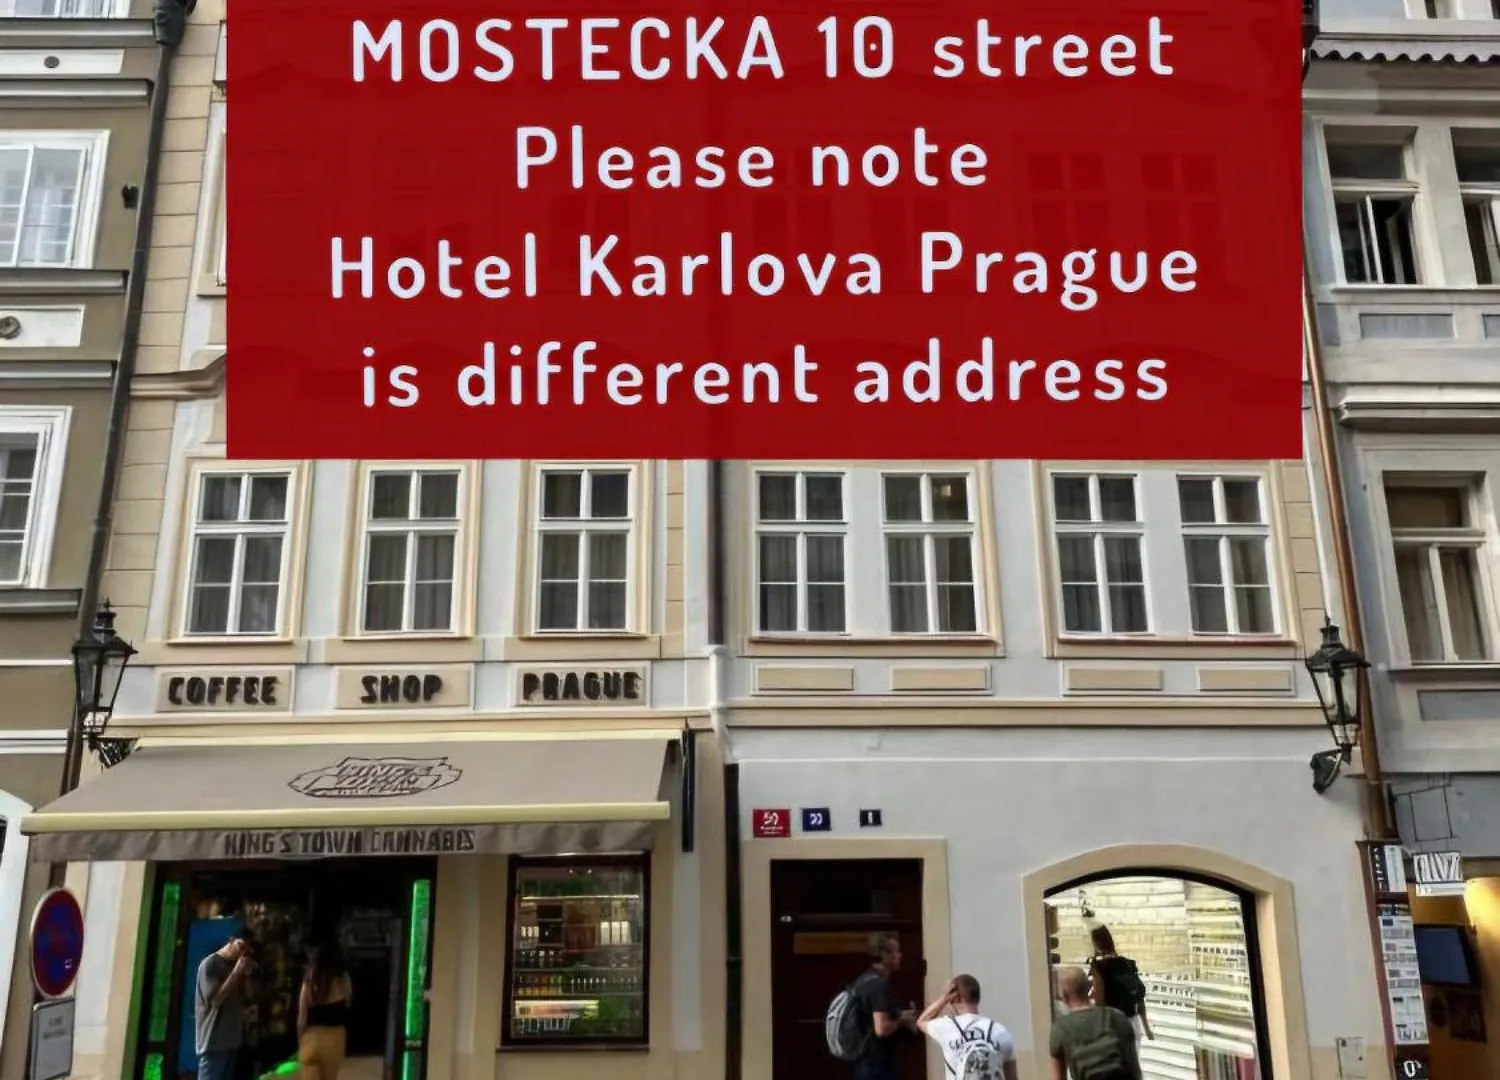 MOSTECKA 10 street
Please note
Hotel Karlova Prague
is different address
COFFEE SHOP PRAGUE
KING'S TOWN CANNABIS